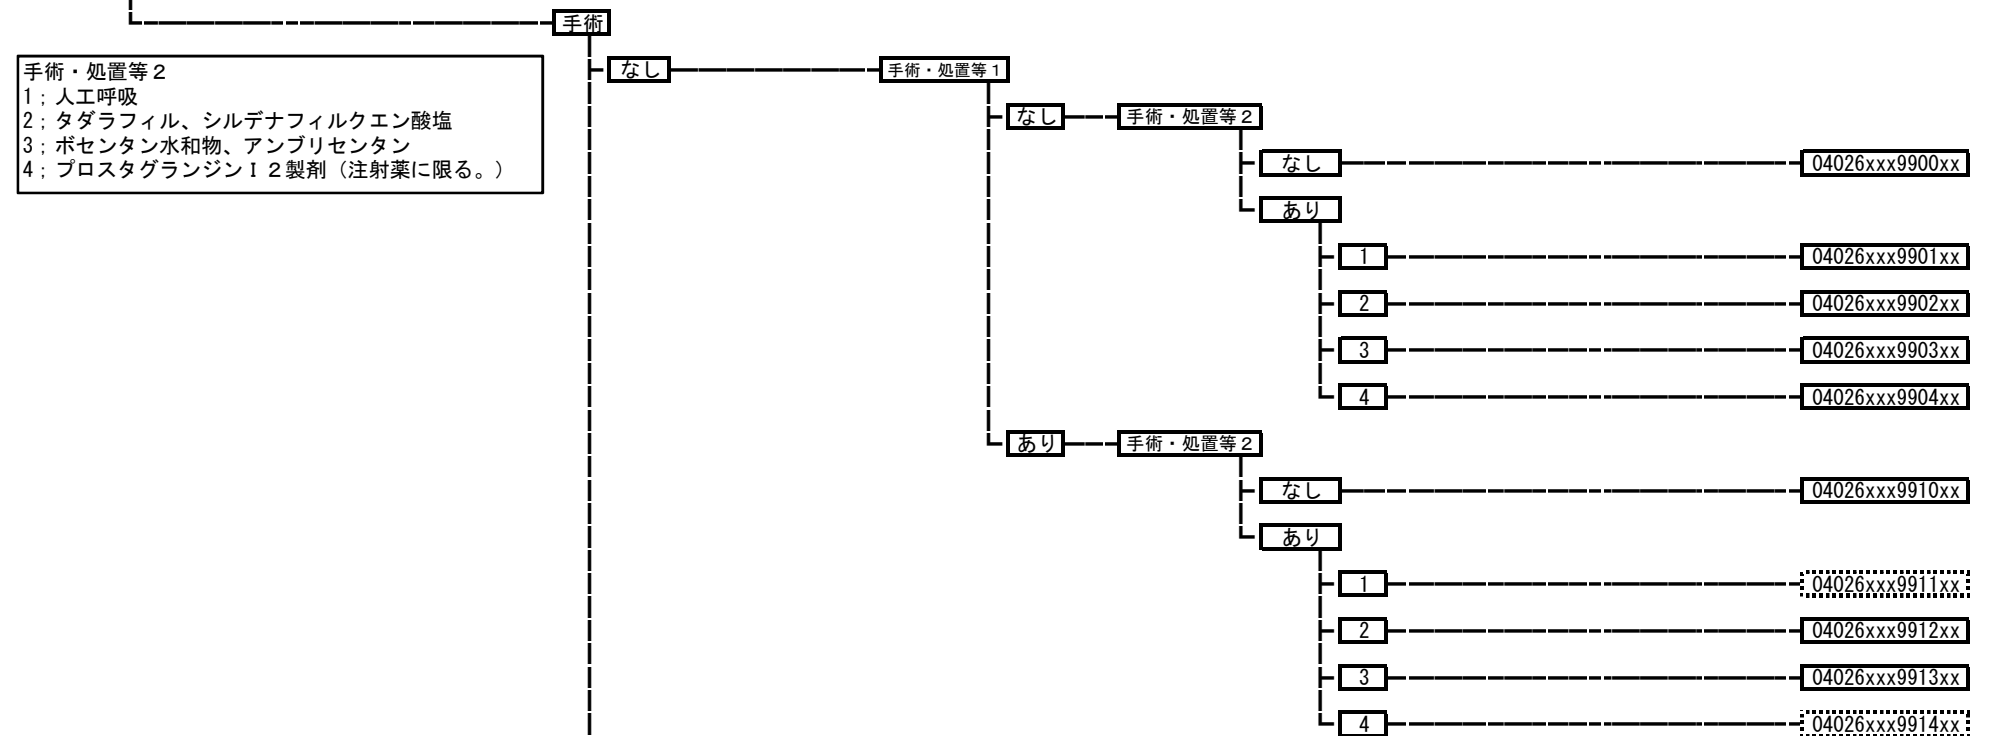 手術
手術・処置等2
1;人工呼吸
2;タダラフィル、シルデナフィルクエン酸塩
3;ボセンタン水和物、アンブリセンタン
4;プロスタグランジンI2製剤(注射薬に限る。)
なし 手術・処置等1
なし 手術・処置等2
なし 04026xxx9900xx
あり
1 04026xxx9901xx
2 04026xxx9902xx
3 04026xxx9903xx
4 04026xxx9904xx
あり 手術・処置等2
なし 04026xxx9910xx
あり
1 04026xxx9911xx
2 04026xxx9912xx
3 04026xxx9913xx
4 04026xxx9914xx